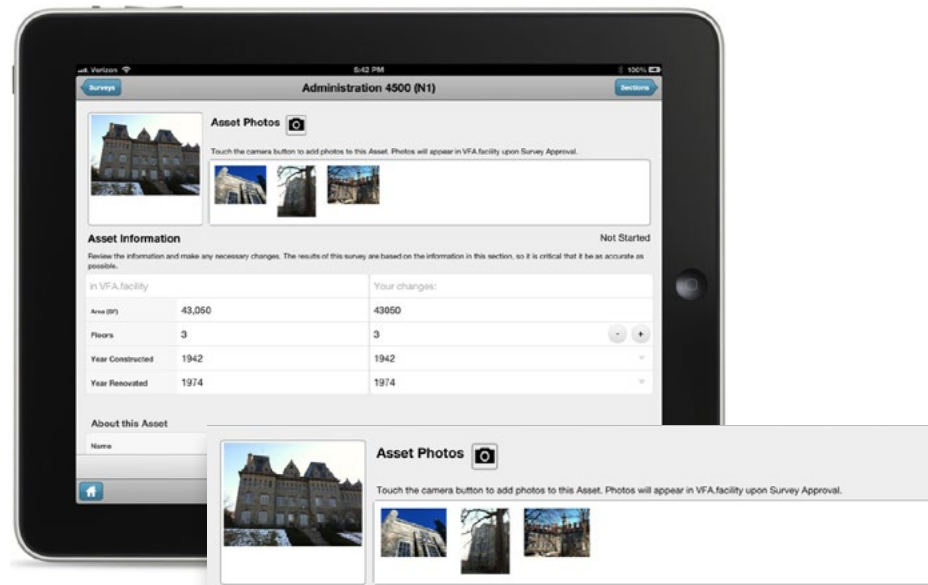 Verizon 5:42 PM 100%
Surveys Administration 4500 (N1) Sections
Asset Photos
Touch the camera button to add photos to this Asset. Photos will appear in VFA.facility upon Survey Approval.
Asset Information Not Started
Review the information and make any necessary changes. The results of this survey are based on the information in this section, so it is critical that it be as accurate as
possible.
in VFA.facility Your changes:
Area (SF) 43,050 43050
Floors 3 3 - +
Year Constructed 1942 1942
Year Renovated 1974 1974
About this Asset
Name
Asset Photos
Touch the camera button to add photos to this Asset. Photos will appear in VFA.facility upon Survey Approval.